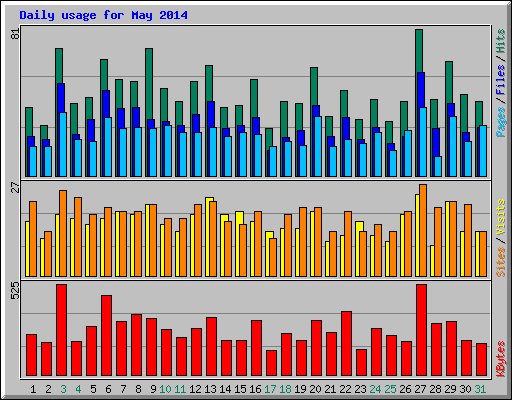 Daily usage for May 2014
81
Pages / Files / Hits
27
Sites / Visits
525
KBytes
1 2 3 4 5 6 7 8 9 10 11 12 13 14 15 16 17 18 19 20 21 22 23 24 25 26 27 28 29 30 31